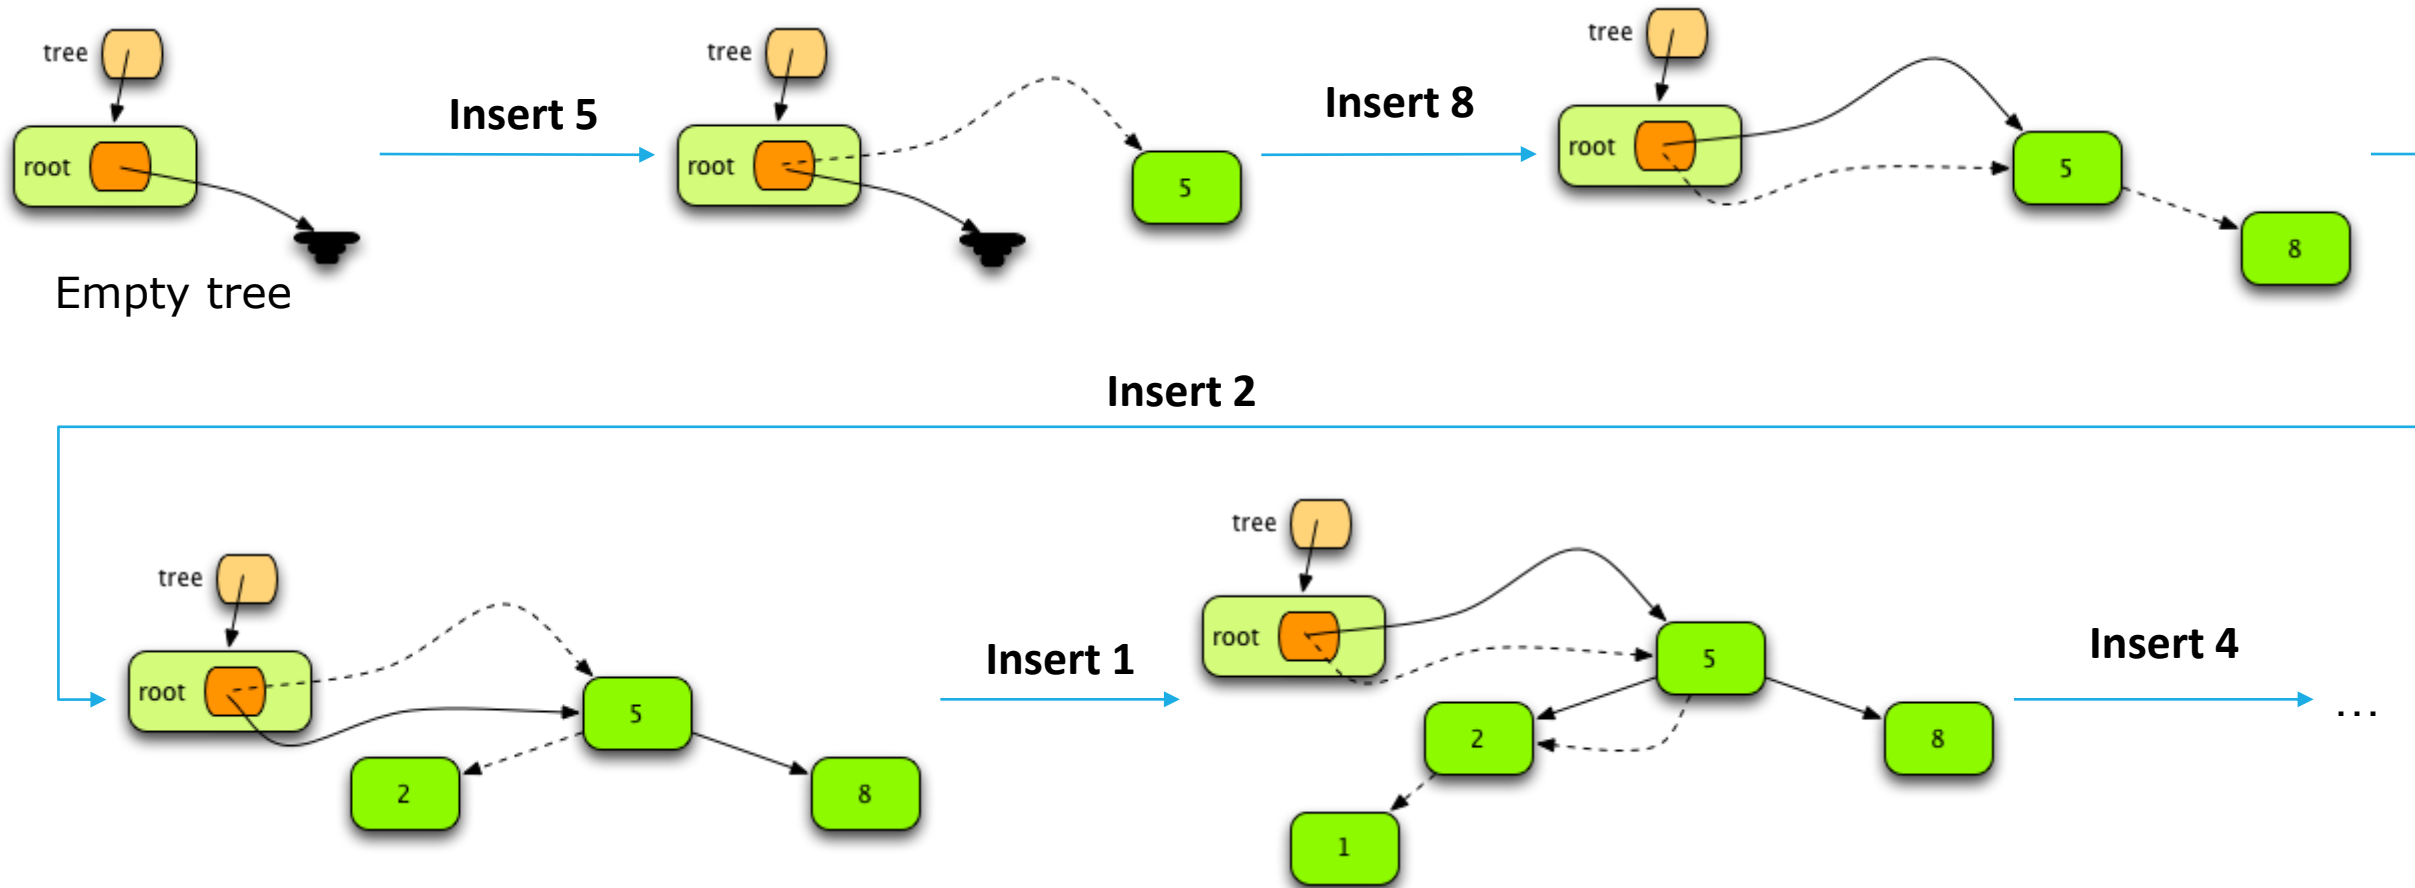 tree
root
Empty tree
Insert 5
tree
root
5
Insert 8
tree
root
5
8
Insert 2
tree
root
5
2
8
Insert 1
tree
root
5
2
8
1
Insert 4
...